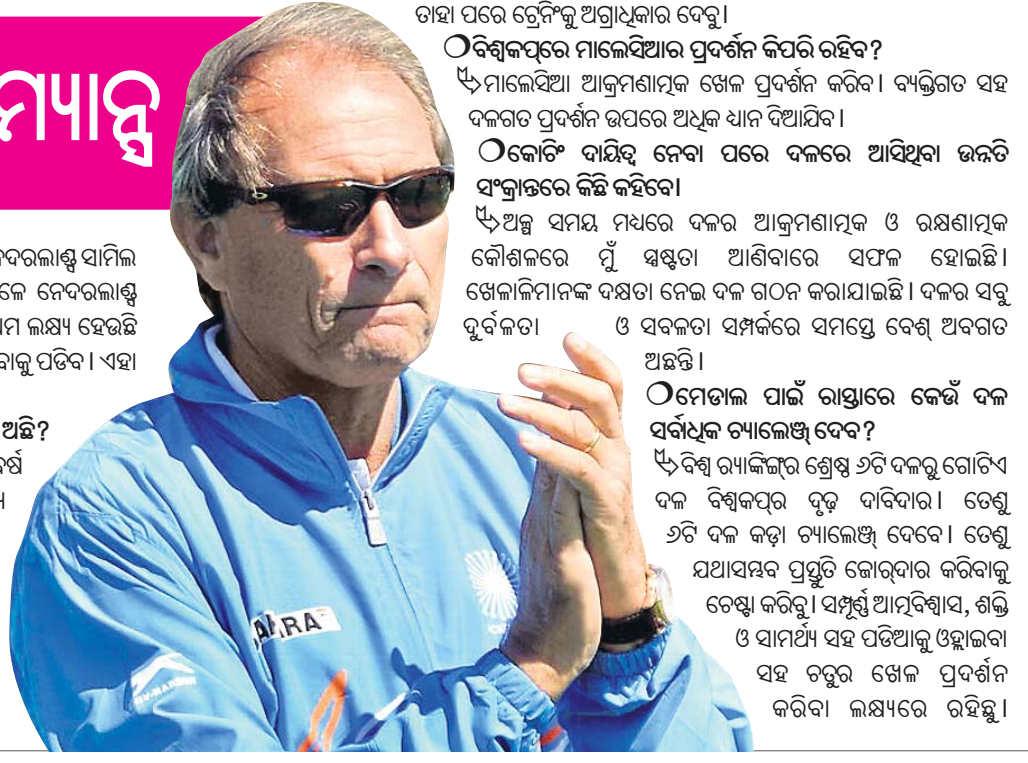 ମ୍ୟାନ୍ସ
ନେଦରଲାଣ୍ଡ୍ସ ସାମିଲ
ନେଦରଲାଣ୍ଡ୍ସ
ଲକ୍ଷ୍ୟ ହେଉଛି
ପଡିବ। ଏହା
ଅଛି?
ବର୍ଷ
ତାହା ପରେ ଟ୍ରେନିଂକୁ ଅଗ୍ରାଧିକାର ଦେବୁ।
ବିଶ୍ୱକପ୍‌ରେ ମାଲେସିଆର ପ୍ରଦର୍ଶନ କିପରି ରହିବ?
ମାଲେସିଆ ଆକ୍ରମଣାତ୍ମକ ଖେଳ ପ୍ରଦର୍ଶନ କରିବ। ବ୍ୟକ୍ତିଗତ ସହ
ଦଳଗତ ପ୍ରଦର୍ଶନ ଉପରେ ଅଧିକ ଧ୍ୟାନ ଦିଆଯିବ।
କୋଚିଂ ଦାୟିତ୍ୱ ନେବା ପରେ ଦଳରେ ଆସିଥିବା ଉନ୍ନତି
ସଂକ୍ରାନ୍ତରେ କିଛି କହିବେ।
ଅଳ୍ପ ସମୟ ମଧ୍ୟରେ ଦଳର ଆକ୍ରମଣାତ୍ମକ ଓ ରକ୍ଷଣାତ୍ମକ
କୌଶଳରେ ମୁଁ ସ୍ପଷ୍ଟତା ଆଣିବାରେ ସଫଳ ହୋଇଛି।
ଖେଳାଳିମାନଙ୍କ ଦକ୍ଷତା ନେଇ ଦଳ ଗଠନ କରାଯାଇଛି। ଦଳର ସବୁ
ଦୁର୍ବଳତା ଓ ସବଳତା ସମ୍ପର୍କରେ ସମସ୍ତେ ବେଶ୍ ଅବଗତ
ଅଛନ୍ତି।
ମେଡାଲ ପାଇଁ ରାସ୍ତାରେ କେଉଁ ଦଳ
ସର୍ବାଧିକ ଚ୍ୟାଲେଞ୍ଜ୍ ଦେବ?
ବିଶ୍ୱ ର‌୍ୟାଙ୍କିଙ୍ଗ୍‌ର ଶ୍ରେଷ୍ଠ ୬ଟି ଦଳରୁ ଗୋଟିଏ
ଦଳ ବିଶ୍ୱକପ୍‌ର ଦୃଢ଼ ଦାବିଦାର। ତେଣୁ
୬ଟି ଦଳ କଡ଼ା ଚ୍ୟାଲେଞ୍ଜ୍ ଦେବେ। ତେଣୁ
ଯଥାସମ୍ଭବ ପ୍ରସ୍ତୁତି ଜୋର୍‌ଦାର କରିବାକୁ
ଚେଷ୍ଟା କରିବୁ। ସମ୍ପୂର୍ଣ୍ଣ ଆତ୍ମବିଶ୍ୱାସ, ଶକ୍ତି
ଓ ସାମର୍ଥ୍ୟ ସହ ପଡିଆକୁ ଓହ୍ଲାଇବା
ସହ ଚତୁର ଖେଳ ପ୍ରଦର୍ଶନ
କରିବା ଲକ୍ଷ୍ୟରେ ରହିଛୁ।